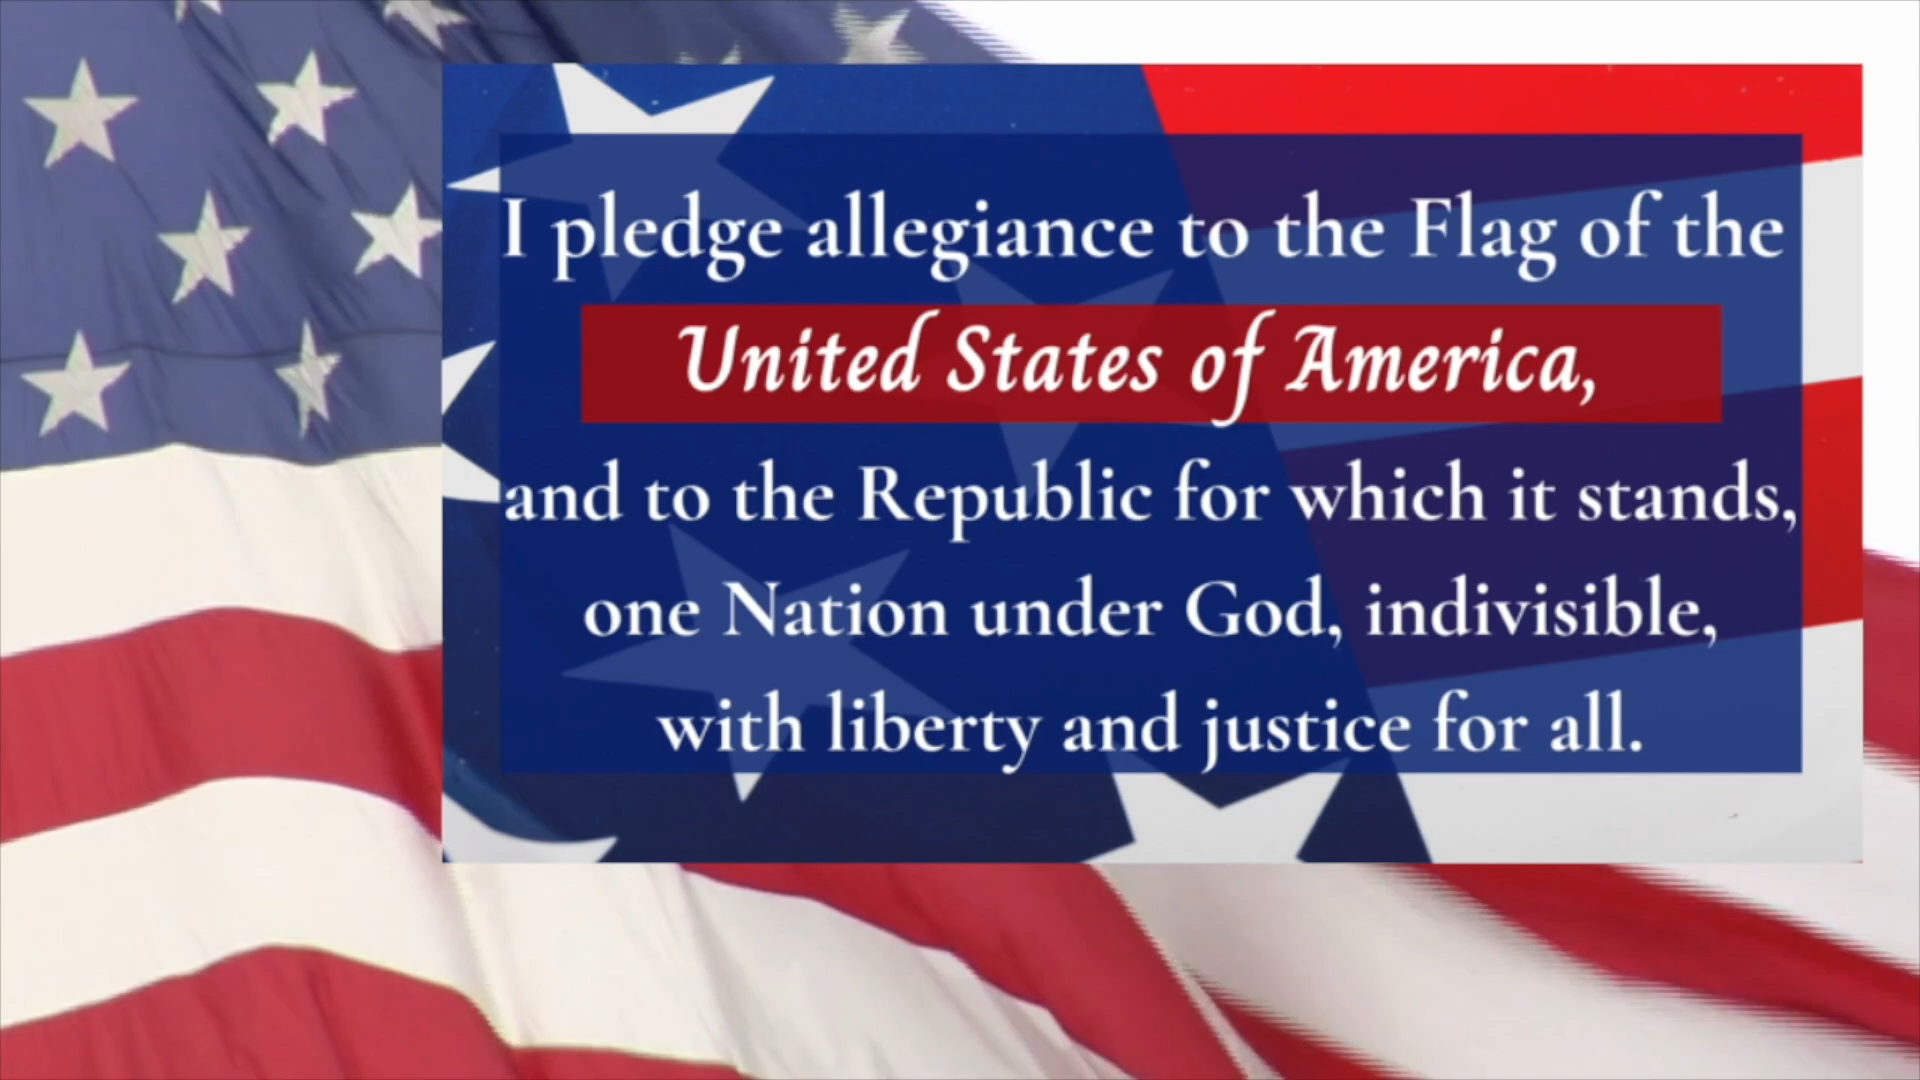 I pledge allegiance to the Flag of the
United States of America,
and to the Republic for which it stands,
one Nation under God, indivisible,
with liberty and justice for all.